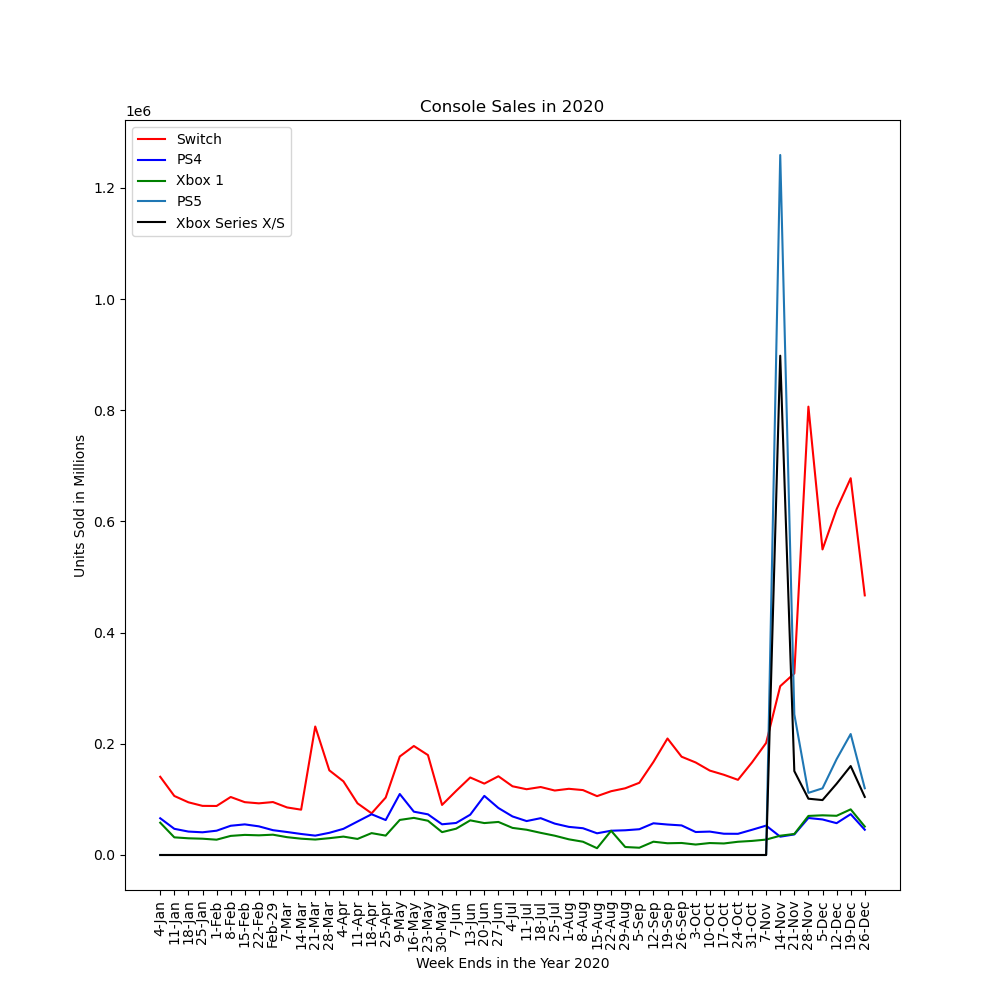 Console Sales in 2020
1e6
Switch
PS4
Xbox 1
PS5
Xbox Series X/S
1.2
1.0
0.8
0.6
0.4
0.2
0.0
Units Sold in Millions
4-Jan
11-Jan
18-Jan
25-Jan
1-Feb
8-Feb
15-Feb
22-Feb
Feb-29
7-Mar
14-Mar
21-Mar
28-Mar
4-Apr
11-Apr
18-Apr
25-Apr
9-May
16-May
23-May
30-May
7-Jun
13-Jun
20-Jun
27-Jun
4-Jul
11-Jul
18-Jul
25-Jul
1-Aug
8-Aug
15-Aug
22-Aug
29-Aug
5-Sep
12-Sep
19-Sep
26-Sep
3-Oct
10-Oct
17-Oct
24-Oct
31-Oct
7-Nov
14-Nov
21-Nov
28-Nov
5-Dec
12-Dec
19-Dec
26-Dec
Week Ends in the Year 2020